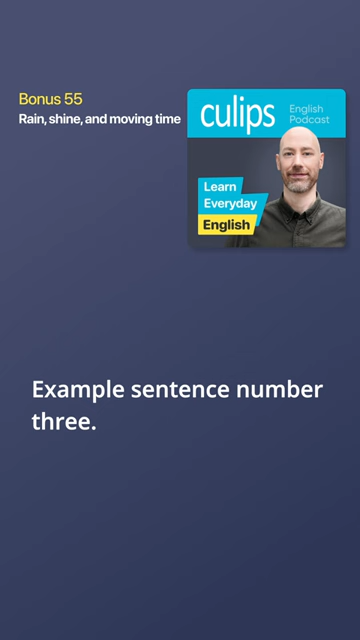 Bonus 55
Rain, shine, and moving time
culips
English
Podcast
Learn
Everyday
English
Example sentence number
three.